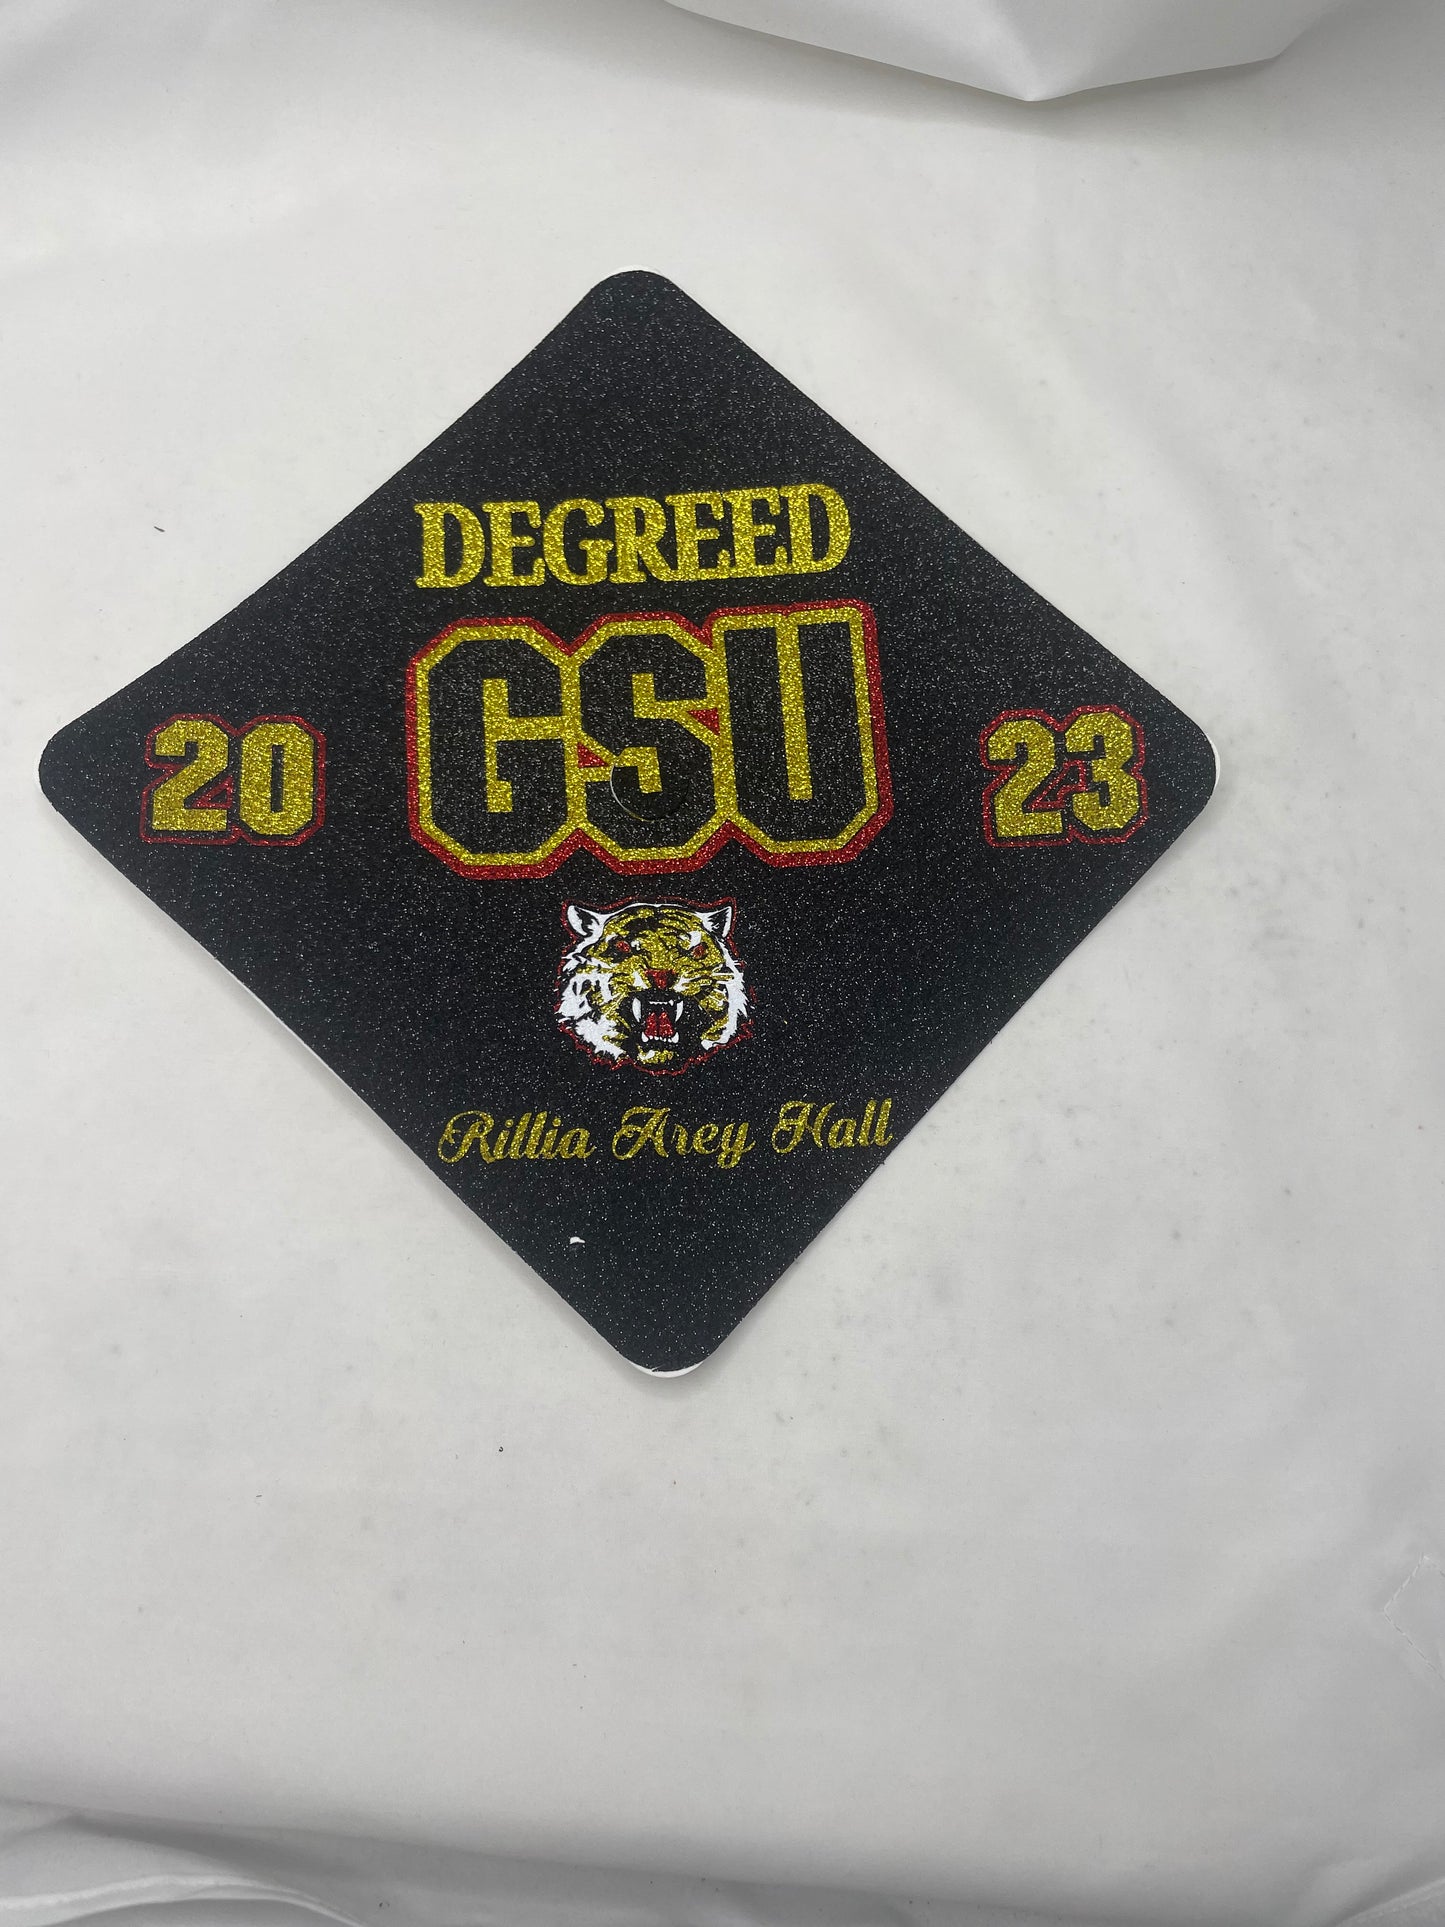 DEGREED
GSU
20 23
Rillia Arey Hall